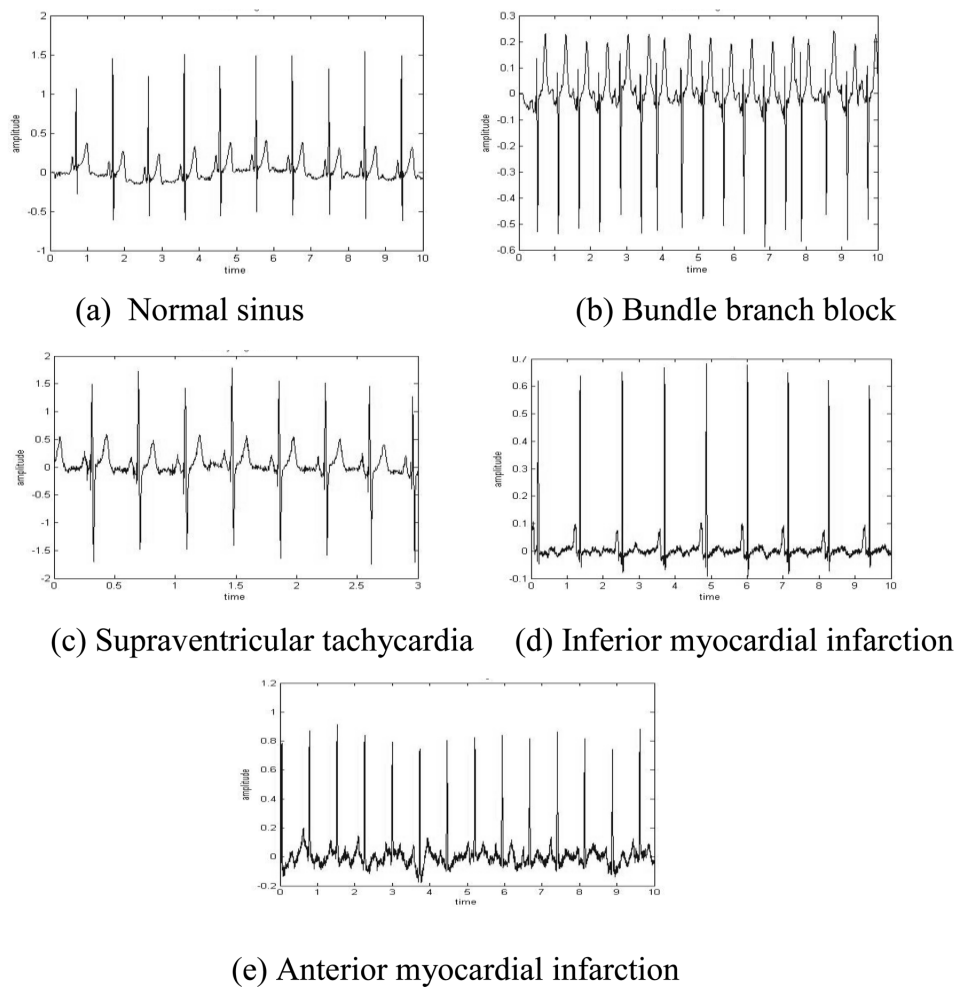 2
1.5
1
0.5
0
-0.5
-1
amplitude
0 1 2 3 4 5 6 7 8 9 10
time
(a) Normal sinus
0.3
0.2
0.1
0
-0.1
-0.2
-0.3
-0.4
-0.5
-0.6
amplitude
0 1 2 3 4 5 6 7 8 9 10
time
(b) Bundle branch block
2
1.5
1
0.5
0
-0.5
-1
-1.5
-2
amplitude
0 0.5 1 1.5 2 2.5 3
time
(c) Supraventricular tachycardia
0.7
0.6
0.5
0.4
0.3
0.2
0.1
0
-0.1
amplitude
0 1 2 3 4 5 6 7 8 9 10
time
(d) Inferior myocardial infarction
1.2
1
0.8
0.6
0.4
0.2
0
-0.2
amplitude
0 1 2 3 4 5 6 7 8 9 10
time
(e) Anterior myocardial infarction